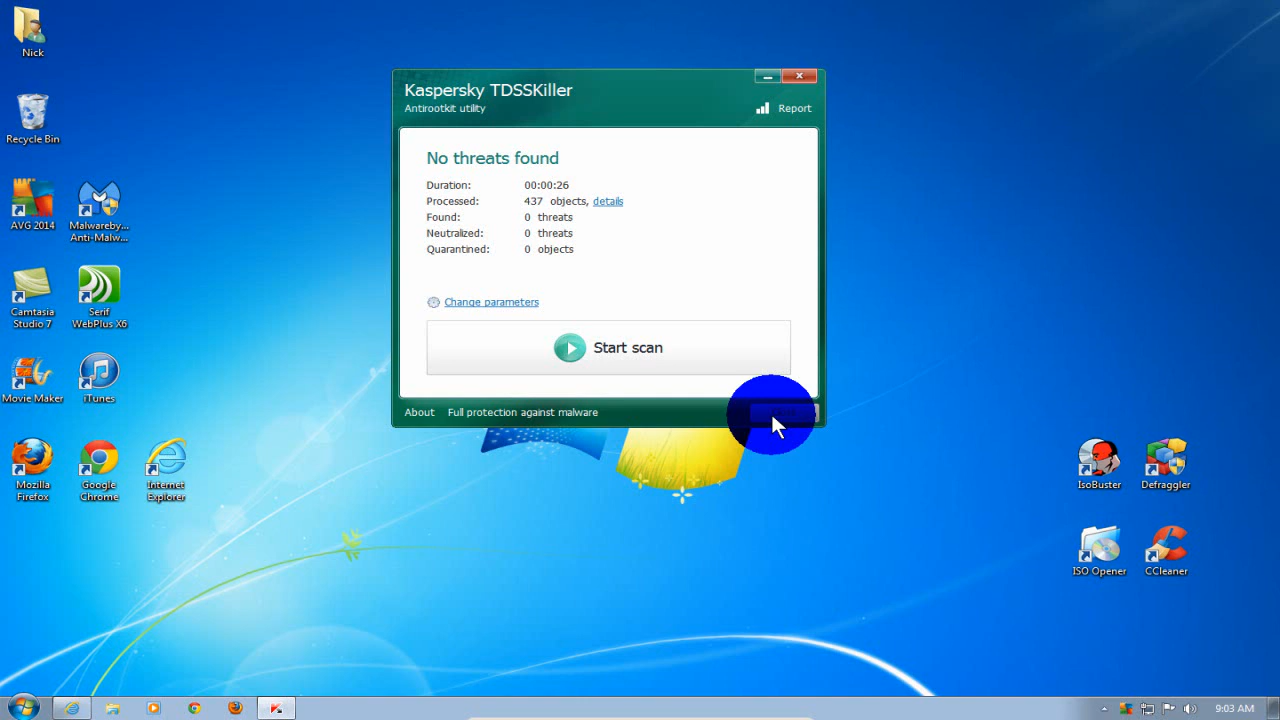 Nick
Recycle Bin
AVG 2014
Malwareby...
Anti-Malw...
Camtasia
Studio 7
Serif
WebPlus X6
Movie Maker
iTunes
Mozilla
Firefox
Google
Chrome
Internet
Explorer
Kaspersky TDSSKiller
Antirootkit utility
Report
No threats found
Duration: 00:00:26
Processed: 437 objects, details
Found: 0 threats
Neutralized: 0 threats
Quarantined: 0 objects
Change parameters
Start scan
About Full protection against malware
IsoBuster
Defraggler
ISO Opener
CCleaner
9:03 AM